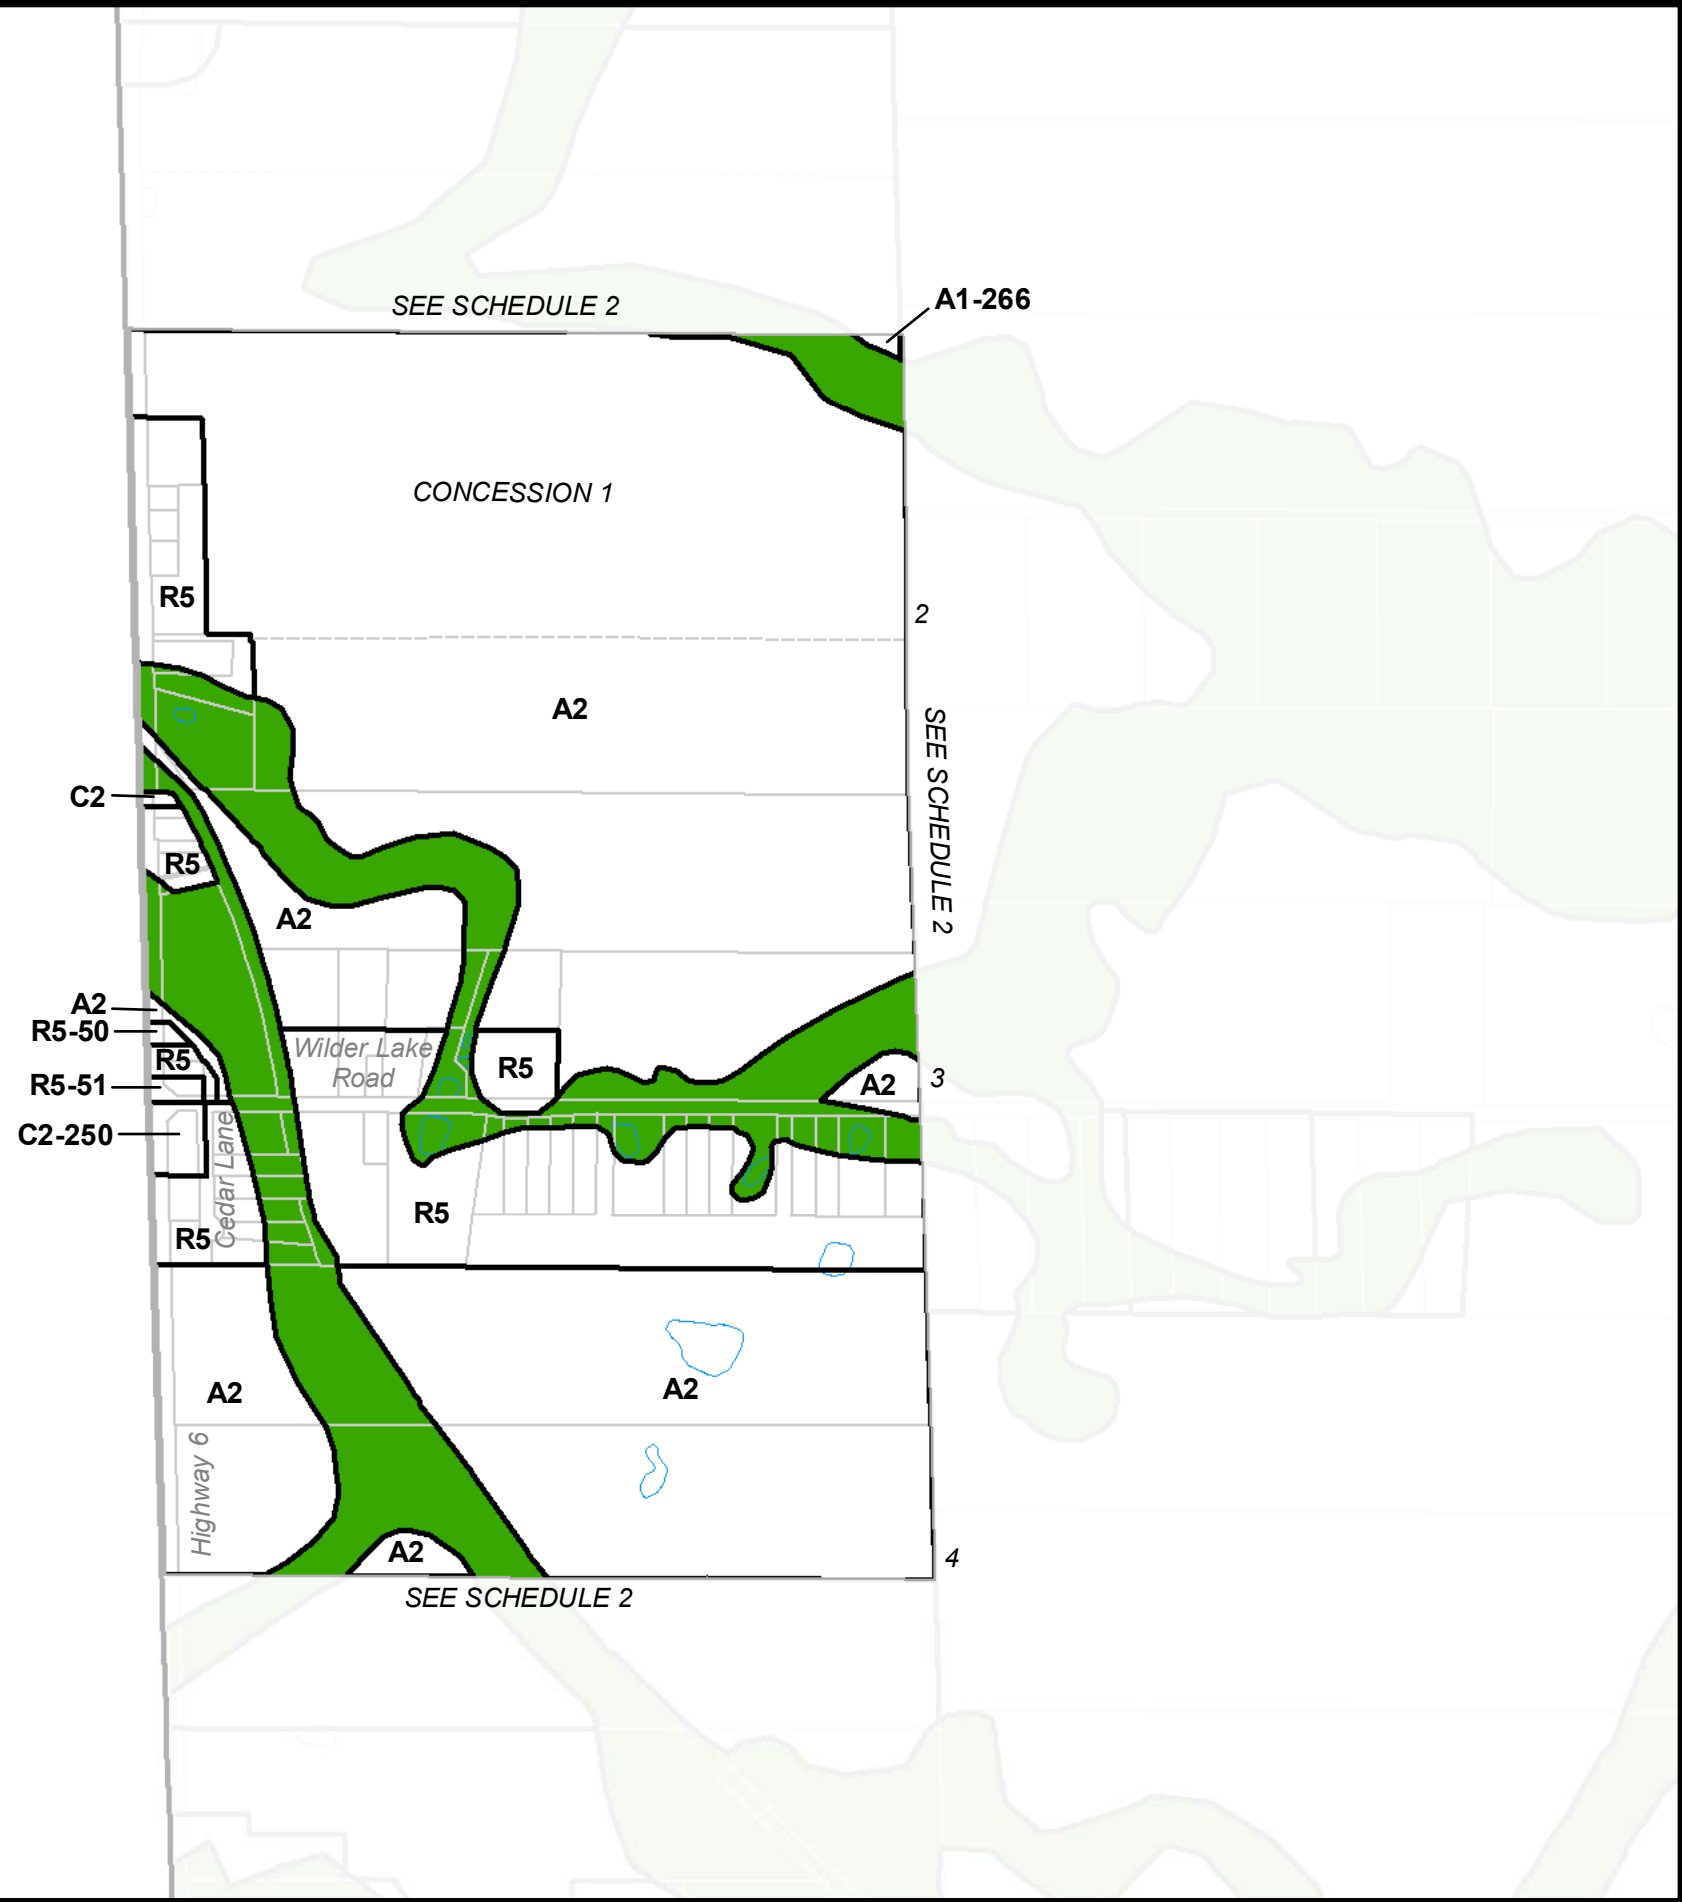 A1-266
SEE SCHEDULE 2
CONCESSION 1
R5
2
A2
SEE SCHEDULE 2
C2
R5
A2
A2
R5-50
Wilder Lake
Road
R5
R5
A2
3
R5-51
C2-250
Cedar Lane
R5
R5
A2
A2
Highway 6
A2
4
SEE SCHEDULE 2